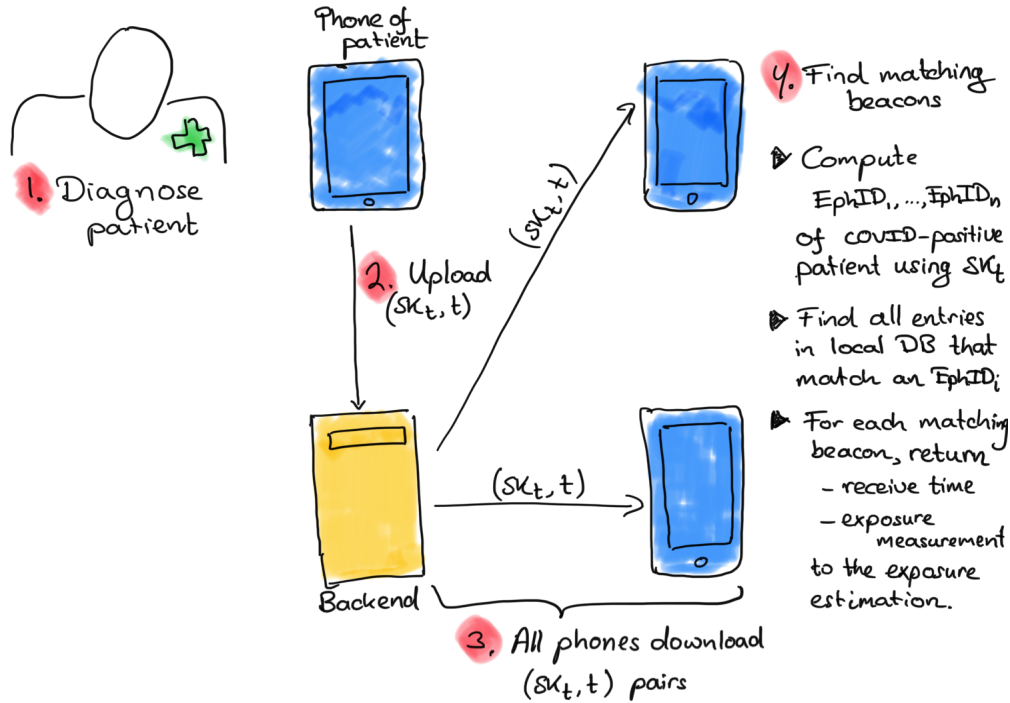 Phone of
patient
1. Diagnose
patient
2. Upload
(SKt, t)
Backend
(SKt, t)
(SKt, t)
3. All phones download
(SKt, t) pairs
4. Find matching
beacons
Compute
EphID1,...,EphIDn
of COVID-positive
patient using SKt
Find all entries
in local DB that
match an EphIDi
For each matching
beacon, return
- receive time
- exposure
measurement
to the exposure
estimation.